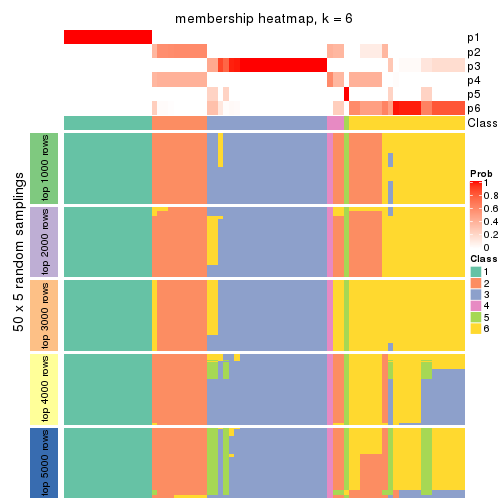 membership heatmap, k = 6
p1
p2
p3
p4
p5
p6
Class
50 x 5 random samplings
top 1000 rows
top 2000 rows
top 3000 rows
top 4000 rows
top 5000 rows
Prob
1
0.8
0.6
0.4
0.2
0
Class
1
2
3
4
5
6